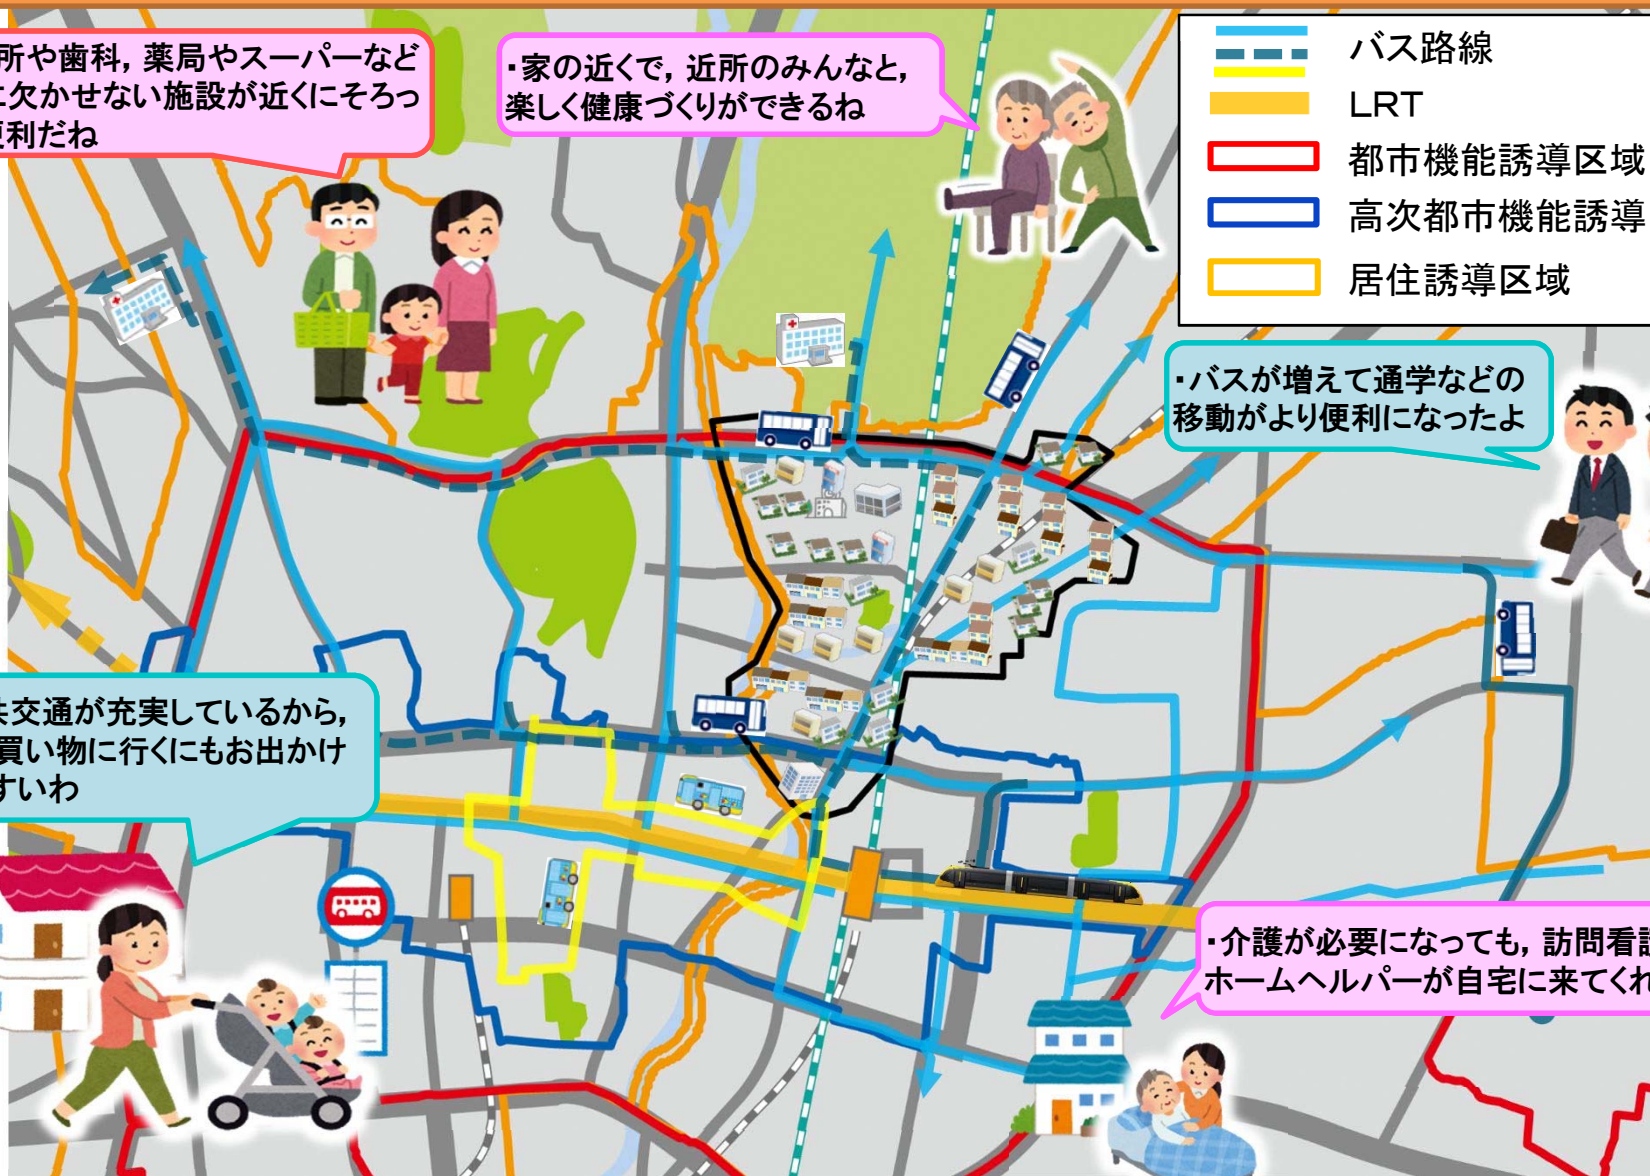 所や歯科，薬局やスーパーなど
欠かせない施設が近くにそろっ
便利だね
・家の近くで，近所のみんなと，
楽しく健康づくりができるね
バス路線
ＬＲＴ
都市機能誘導区域
高次都市機能誘導
居住誘導区域
・バスが増えて通学などの
移動がより便利になったよ
共交通が充実しているから，
買い物に行くにもお出かけ
すいわ
・介護が必要になっても，訪問看護
ホームヘルパーが自宅に来てくれ